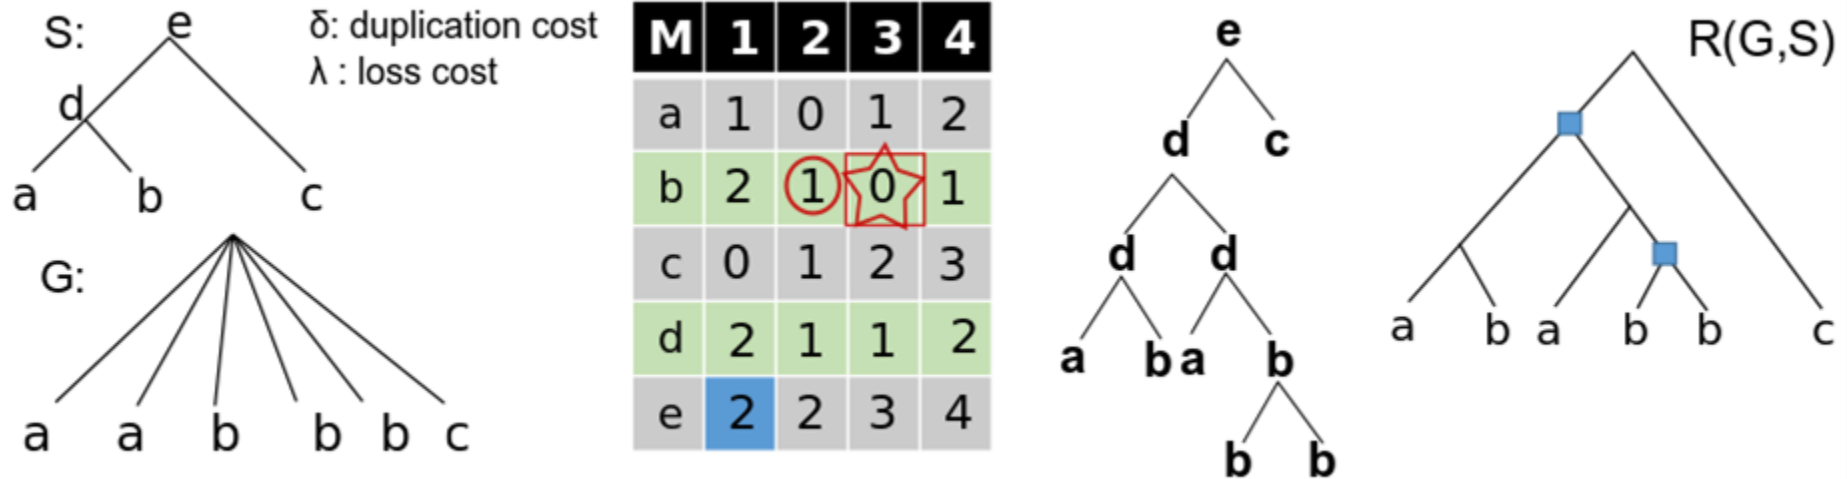 S:
e
d
a b c
δ: duplication cost
λ : loss cost
G:
a a b b b c
M 1 2 3 4
a 1 0 1 2
b 2 1 0 1
c 0 1 2 3
d 2 1 1 2
e 2 2 3 4
e
d c
d d
a b a b
b b
R(G,S)
a b a b b c